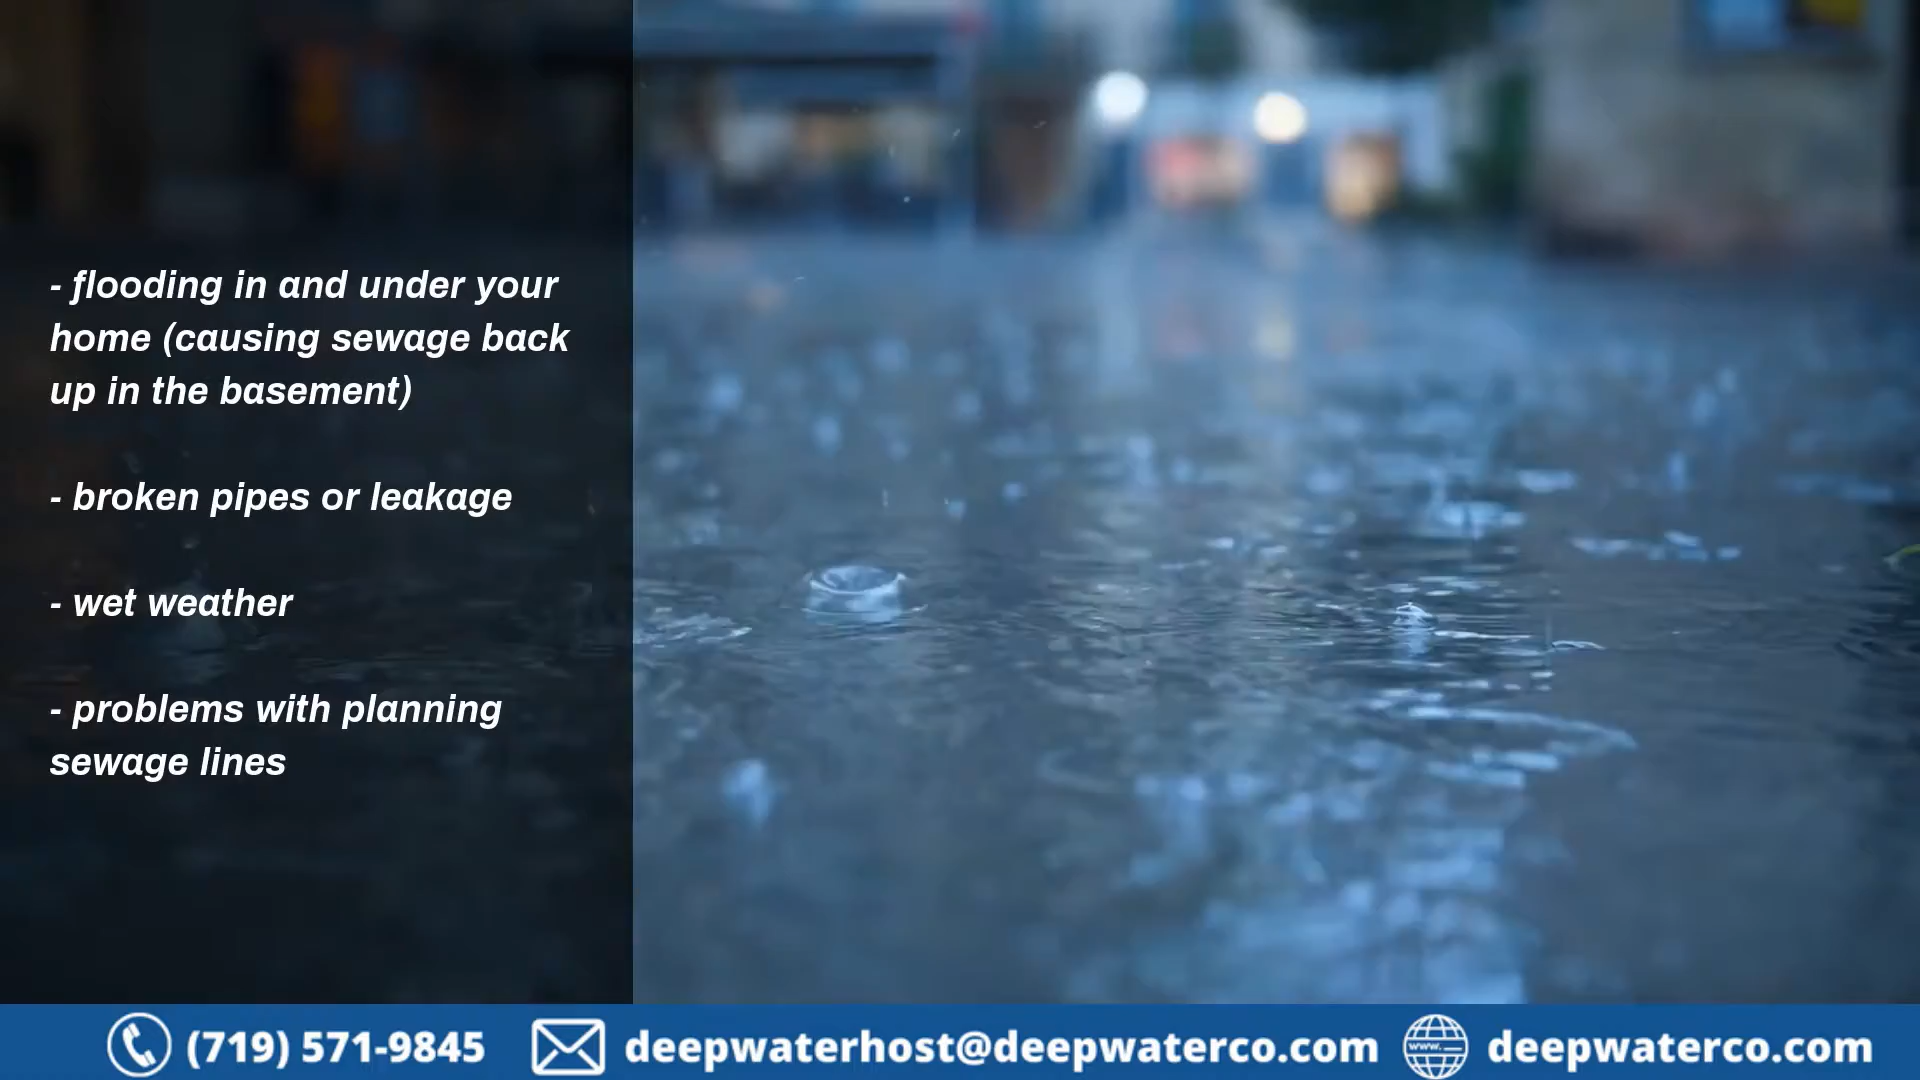 - flooding in and under your
home (causing sewage back
up in the basement)
- broken pipes or leakage
- wet weather
- problems with planning
sewage lines
(719) 571-9845
deepwaterhost@deepwaterco.com
www.
deepwaterco.com